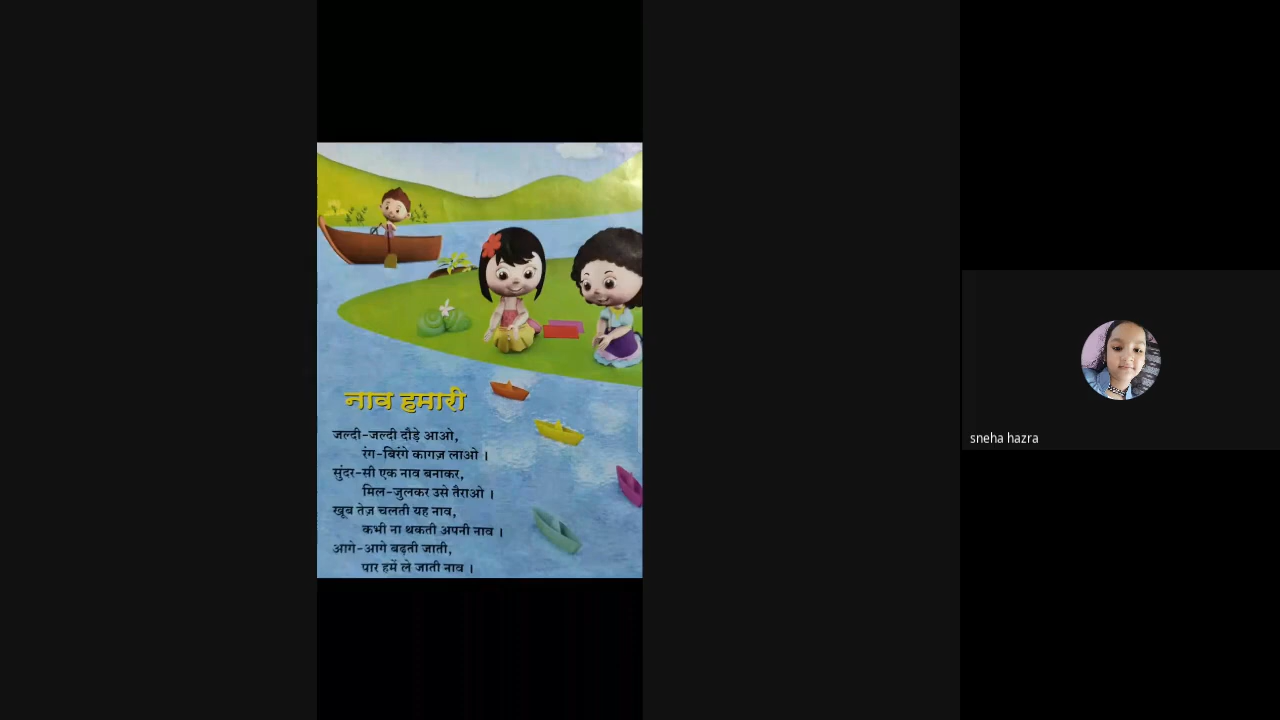 नाव हमारी
जल्दी-जल्दी दौड़े आओ,
रंग-बिरंगे कागज़ लाओ ।
सुंदर-सी एक नाव बनाकर,
मिल-जुलकर उसे तैराओ ।
खूब तेज़ चलती यह नाव,
कभी ना थकती अपनी नाव ।
आगे-आगे बढ़ती जाती,
पार हमें ले जाती नाव ।
sneha hazra